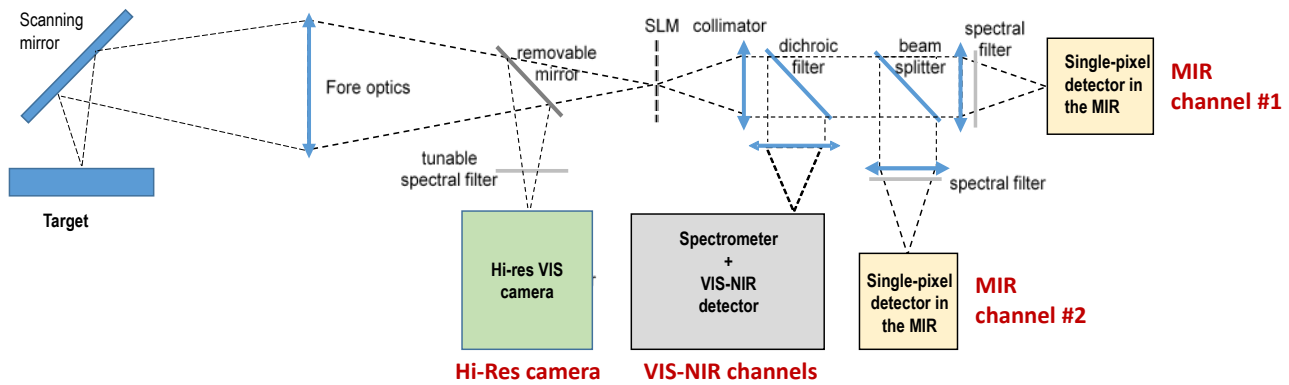 Scanning
mirror
Target
Fore optics
removable
mirror
tunable
spectral filter
Hi-res VIS
camera
Hi-Res camera
SLM
collimator
dichroic
filter
beam
splitter
spectral
filter
Single-pixel
detector in
the MIR
MIR
channel #1
Spectrometer
+
VIS-NIR
detector
VIS-NIR channels
spectral filter
Single-pixel
detector in
the MIR
MIR
channel #2